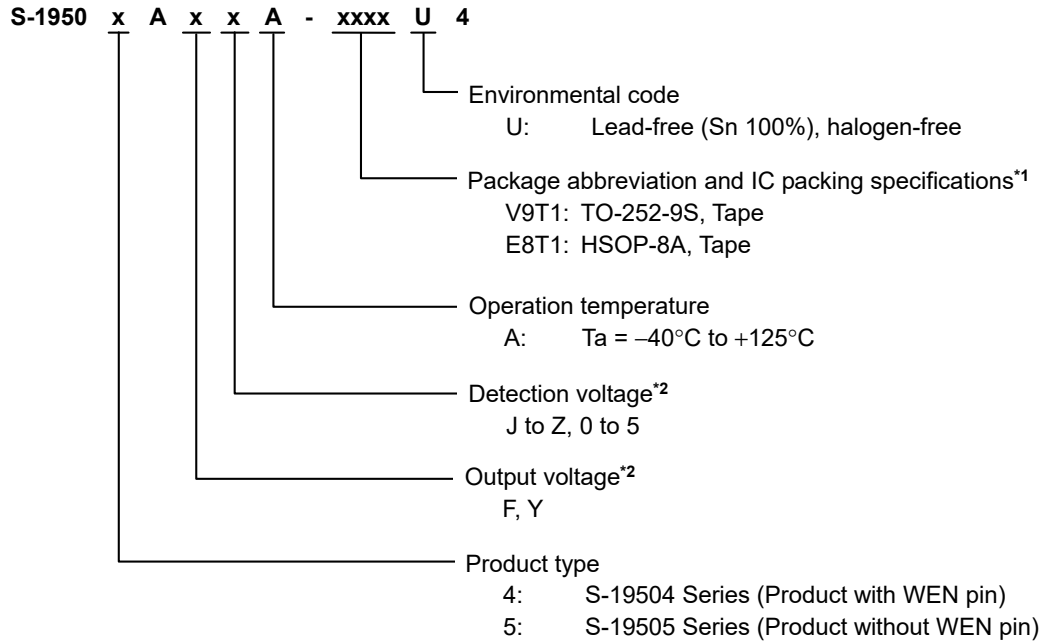 S-1950 x A x x A - xxxx U 4
Environmental code
U: Lead-free (Sn 100%), halogen-free
Package abbreviation and IC packing specifications*1
V9T1: TO-252-9S, Tape
E8T1: HSOP-8A, Tape
Operation temperature
A: Ta = −40°C to +125°C
Detection voltage*2
J to Z, 0 to 5
Output voltage*2
F, Y
Product type
4: S-19504 Series (Product with WEN pin)
5: S-19505 Series (Product without WEN pin)